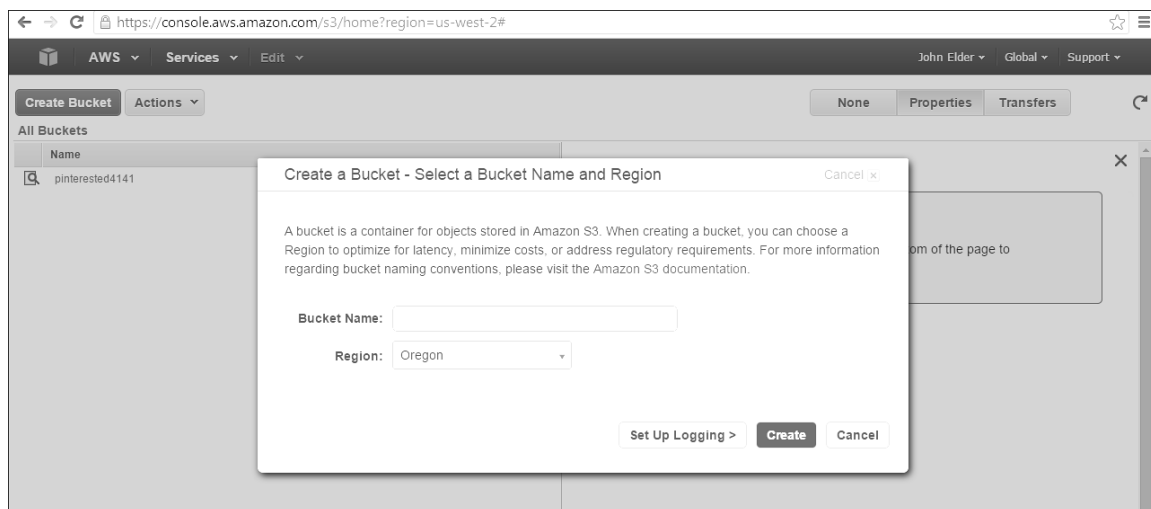 https://console.aws.amazon.com/s3/home?region=us-west-2#
AWS Services Edit John Elder Global Support
Create Bucket Actions None Properties Transfers
All Buckets
Name
pinterested4141
Create a Bucket - Select a Bucket Name and Region Cancel x
A bucket is a container for objects stored in Amazon S3. When creating a bucket, you can choose a
Region to optimize for latency, minimize costs, or address regulatory requirements. For more information
regarding bucket naming conventions, please visit the Amazon S3 documentation.
om of the page to
Bucket Name:
Region: Oregon
Set Up Logging > Create Cancel